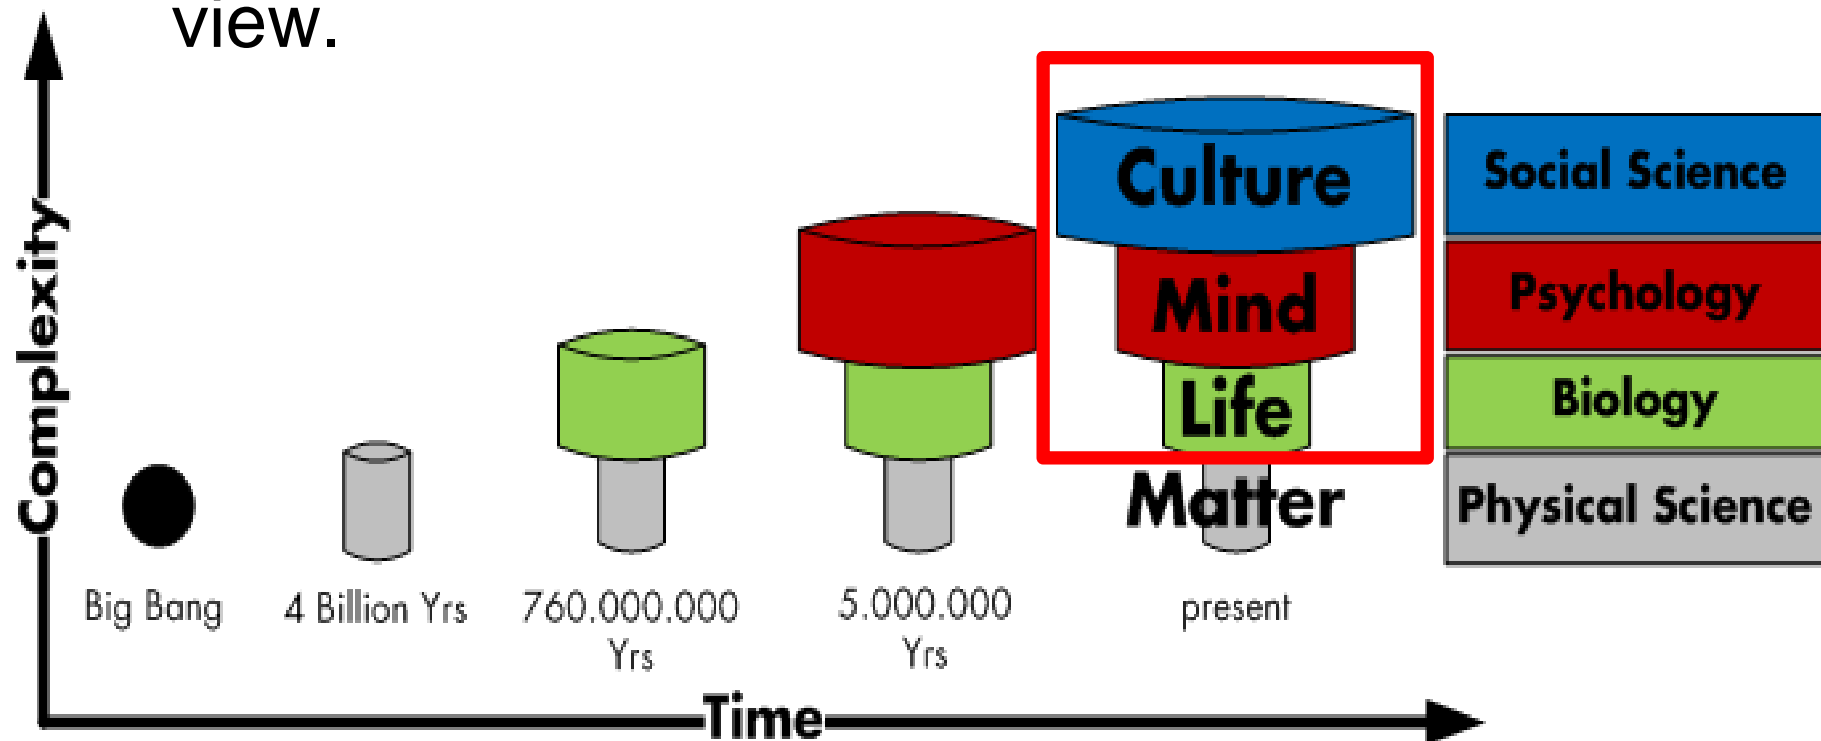 view.
Complexity
Culture
Mind
Life
Matter
Social Science
Psychology
Biology
Physical Science
Big Bang
4 Billion Yrs
760.000.000
Yrs
5.000.000
Yrs
present
Time